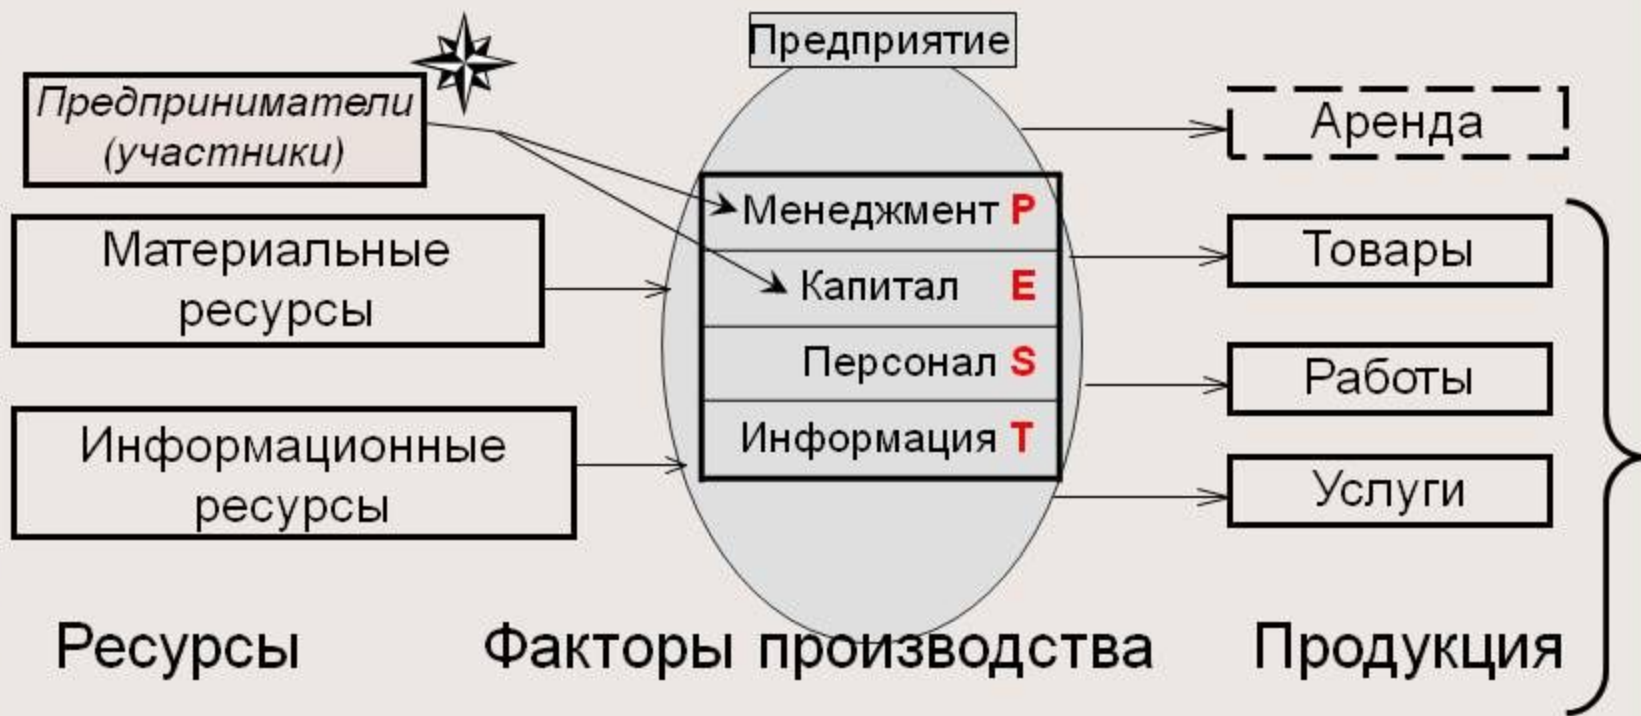 Предприятие
Предприниматели
(участники)
Материальные
ресурсы
Информационные
ресурсы
Менеджмент P
Капитал E
Персонал S
Информация T
Аренда
Товары
Работы
Услуги
Ресурсы
Факторы производства
Продукция